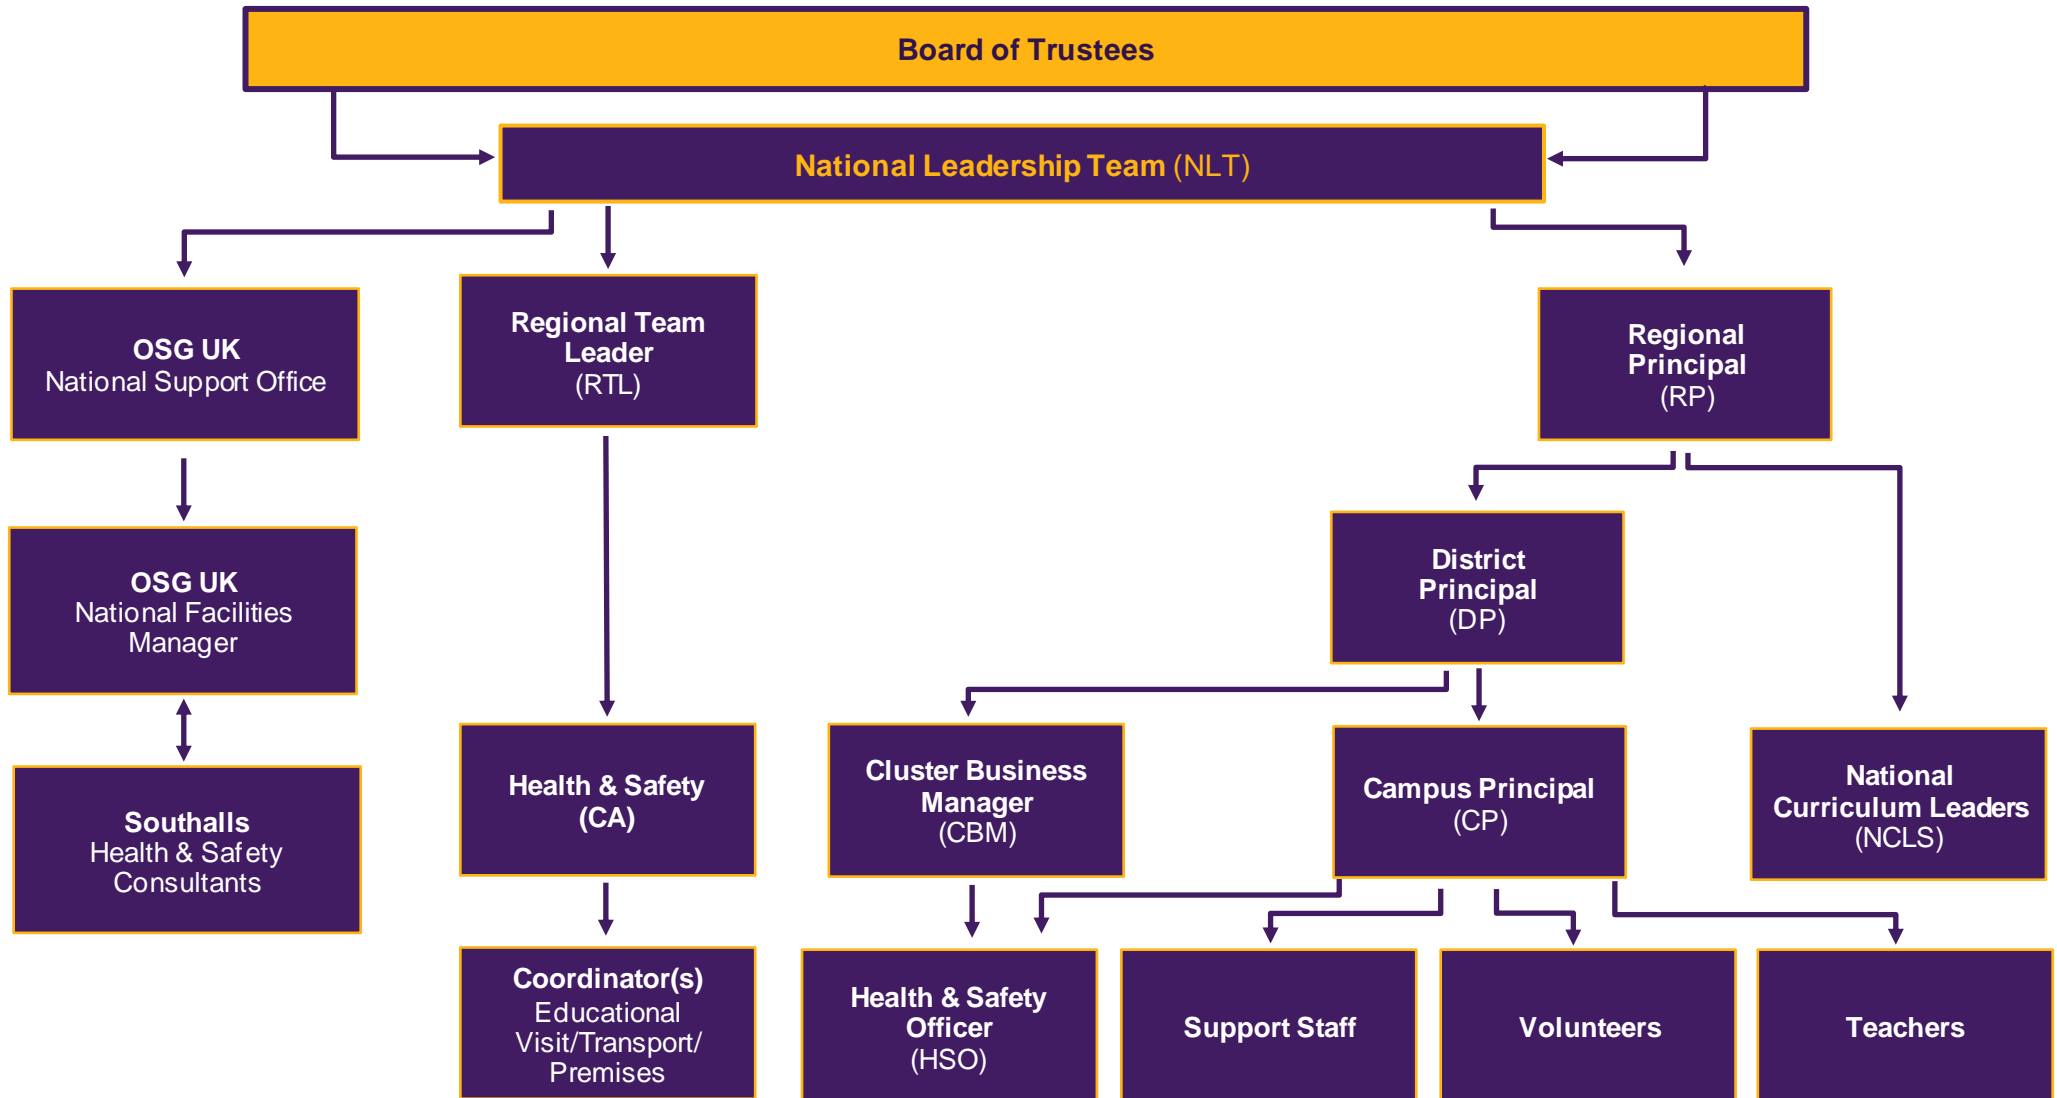 Board of Trustees
National Leadership Team (NLT)
OSG UK
National Support Office
Regional Team
Leader
(RTL)
Regional
Principal
(RP)
OSG UK
National Facilities
Manager
District
Principal
(DP)
Southalls
Health & Safety
Consultants
Health & Safety
(CA)
Cluster Business
Manager
(CBM)
Campus Principal
(CP)
National
Curriculum Leaders
(NCLS)
Coordinator(s)
Educational
Visit/Transport/
Premises
Health & Safety
Officer
(HSO)
Support Staff
Volunteers
Teachers